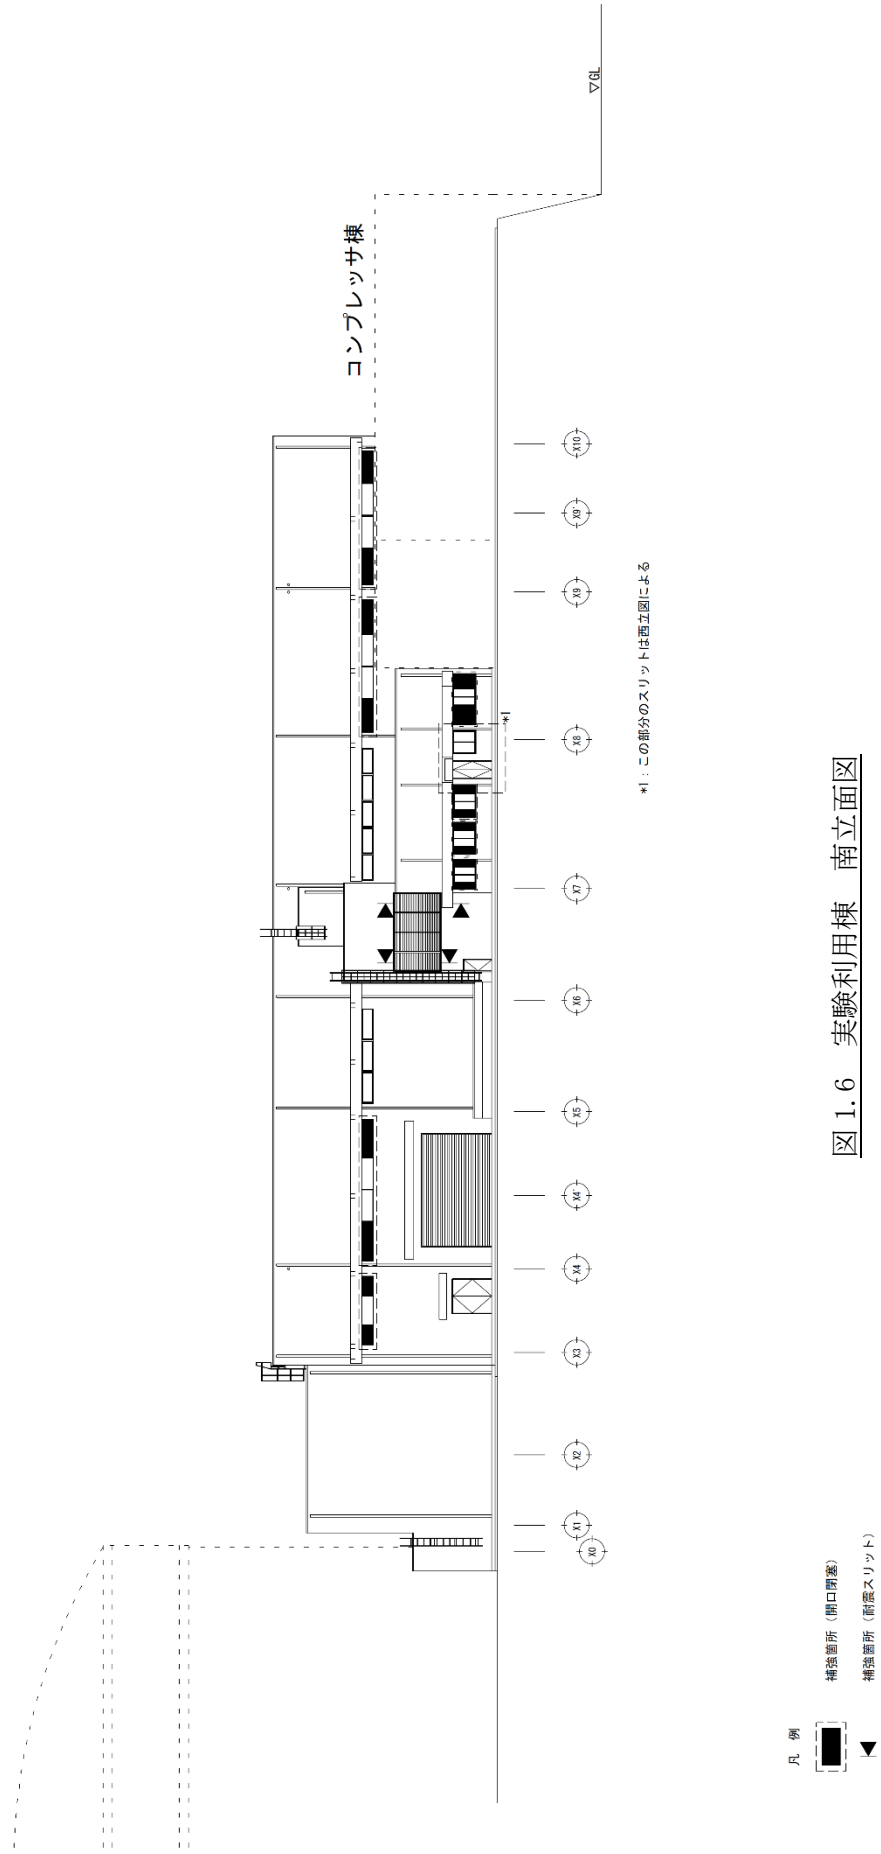 コンプレッサ棟
▽GL
X0
X1
X2
X3
X4
X4'
X5
X6
X7
X8
X9
X9'
X10
*1
*1：この部分のスリットは西立図による
凡　例
補強箇所（開口閉塞）
補強箇所（耐震スリット）
図 1.6　実験利用棟　南立面図